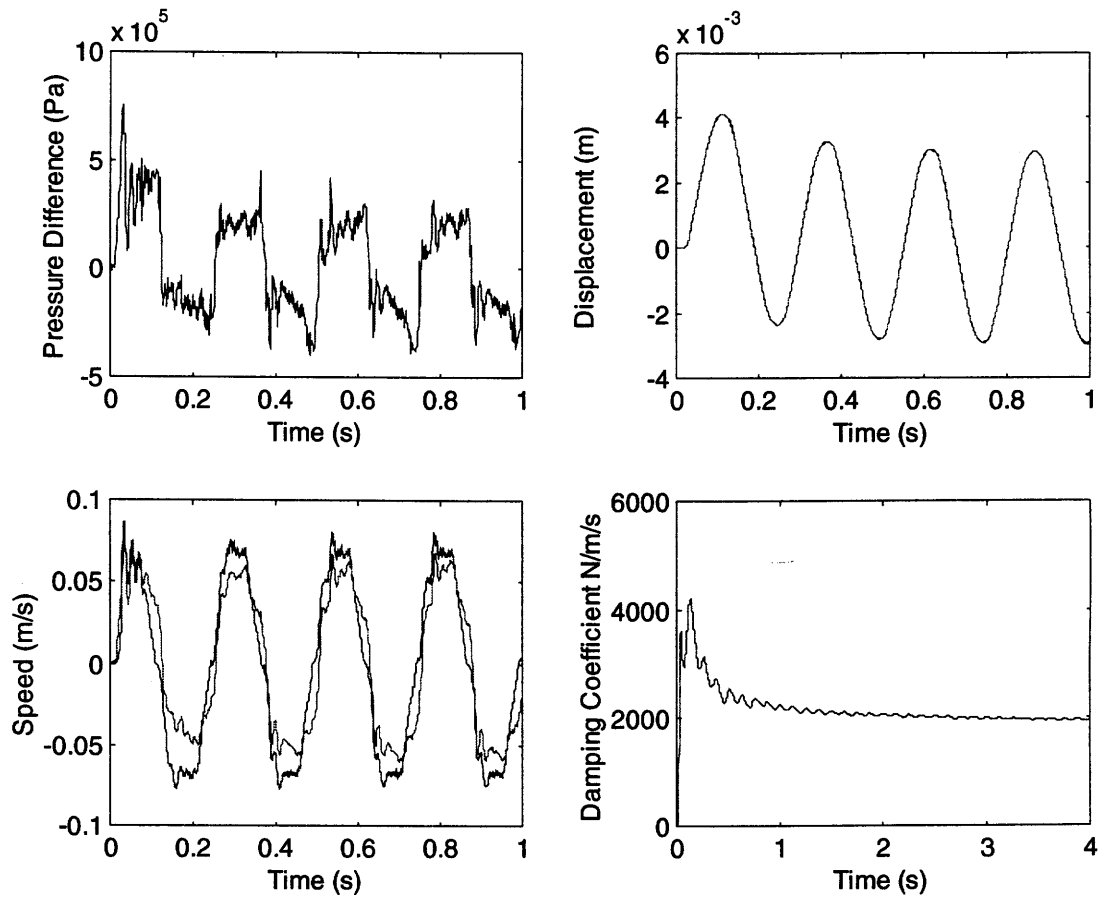 x 10^5
10
5
0
-5
Pressure Difference (Pa)
0 0.2 0.4 0.6 0.8 1
Time (s)
x 10^-3
6
4
2
0
-2
-4
Displacement (m)
0 0.2 0.4 0.6 0.8 1
Time (s)
0.1
0.05
0
-0.05
-0.1
Speed (m/s)
0 0.2 0.4 0.6 0.8 1
Time (s)
6000
4000
2000
0
Damping Coefficient N/m/s
0 1 2 3 4
Time (s)